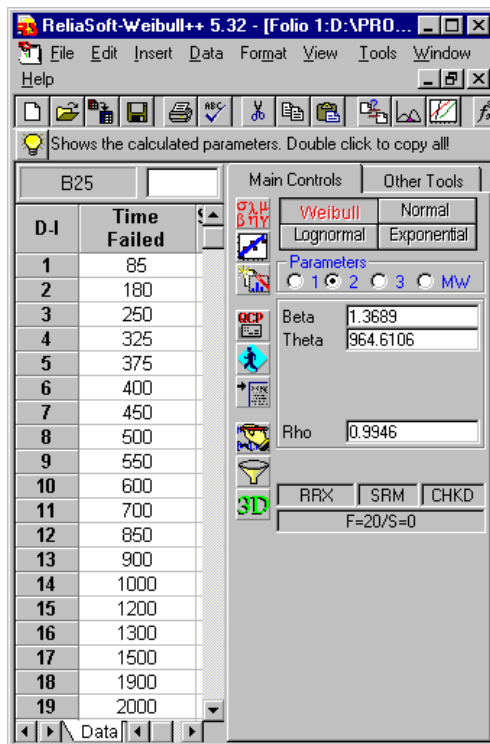 ReliaSoft-Weibull++ 5.32 - [Folio 1:D:\PRO...
File Edit Insert Data Format View Tools Window
Help
Shows the calculated parameters. Double click to copy all!
B25
Main Controls Other Tools
D-I Time Failed
1 85
2 180
3 250
4 325
5 375
6 400
7 450
8 500
9 550
10 600
11 700
12 850
13 900
14 1000
15 1200
16 1300
17 1500
18 1900
19 2000
Data
σλμ
βηγ
QCP
3D
Weibull Normal
Lognormal Exponential
Parameters
1 2 3 MW
Beta 1.3689
Theta 964.6106
Rho 0.9946
RRX SRM CHKD
F=20/S=0